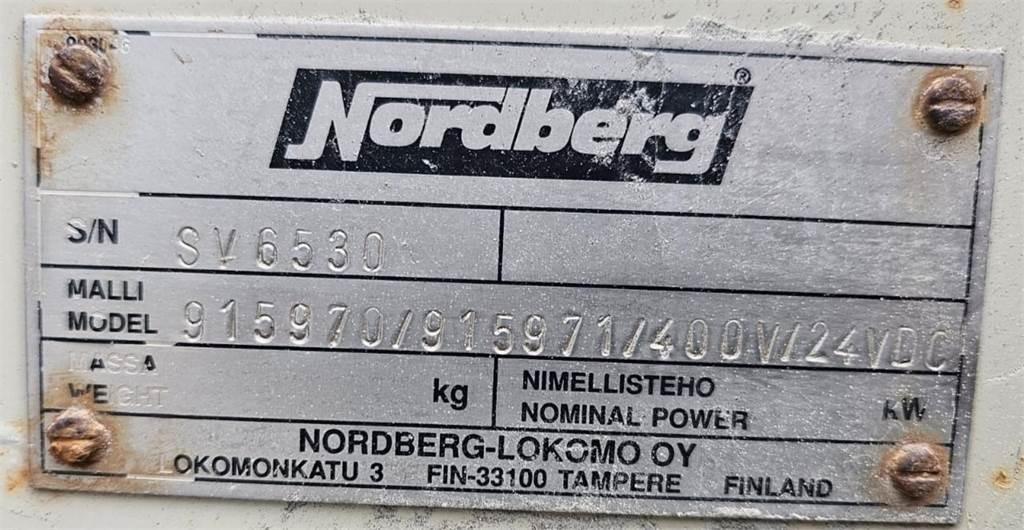 Nordberg®
S/N SV6530
MALLI
MODEL 915970/915971/400V/24VDC
MASSA
WEIGHT kg
NIMELLISTEHO
NOMINAL POWER kW
NORDBERG-LOKOMO OY
LOKOMONKATU 3 FIN-33100 TAMPERE FINLAND